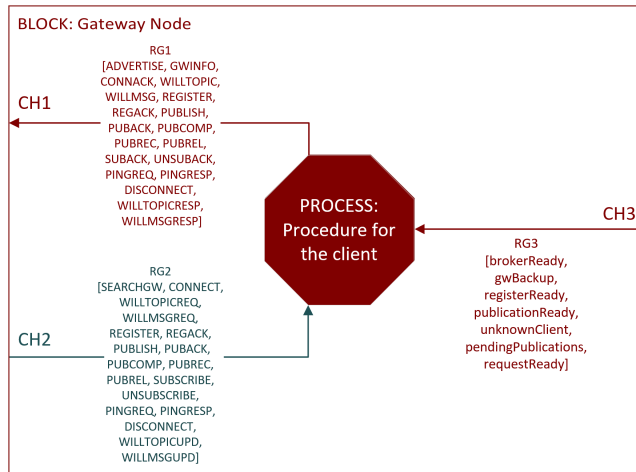 BLOCK: Gateway Node
RG1
[ADVERTISE, GWINFO,
CONNACK, WILLTOPIC,
WILLMSG, REGISTER,
REGACK, PUBLISH,
PUBACK, PUBCOMP,
PUBREC, PUBREL,
SUBACK, UNSUBACK,
PINGREQ, PINGRESP,
DISCONNECT,
WILLTOPICRESP,
WILLMSGRESP]
CH1
PROCESS:
Procedure for
the client
CH3
RG3
[brokerReady,
gwBackup,
registerReady,
publicationReady,
unknownClient,
pendingPublications,
requestReady]
RG2
[SEARCHGW, CONNECT,
WILLTOPICREQ,
WILLMSGREQ,
REGISTER, REGACK,
PUBLISH, PUBACK,
PUBCOMP, PUBREC,
PUBREL, SUBSCRIBE,
UNSUBSCRIBE,
PINGREQ, PINGRESP,
DISCONNECT,
WILLTOPICUPD,
WILLMSGUPD]
CH2